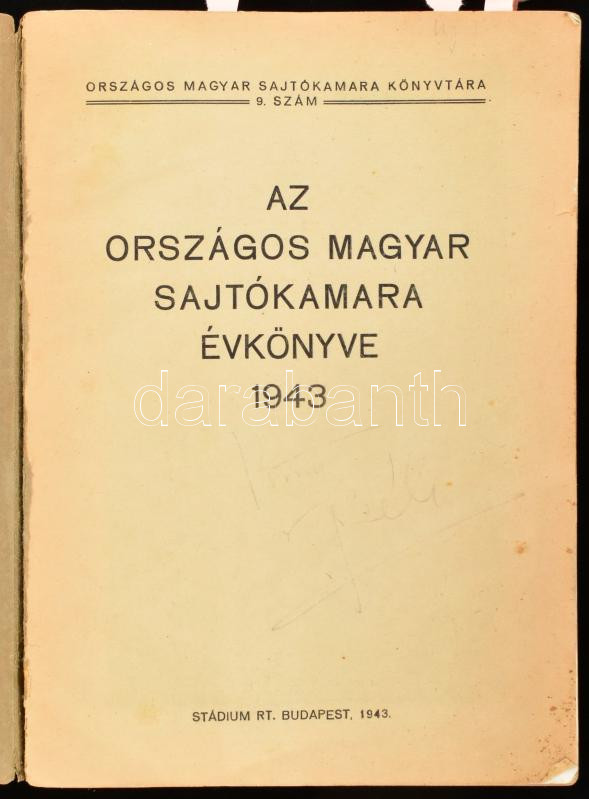 ORSZÁGOS MAGYAR SAJTÓKAMARA KÖNYVTÁRA
9. SZÁM
AZ
ORSZÁGOS MAGYAR
SAJTÓKAMARA
ÉVKÖNYVE
1943
darabanth
STÁDIUM RT. BUDAPEST, 1943.